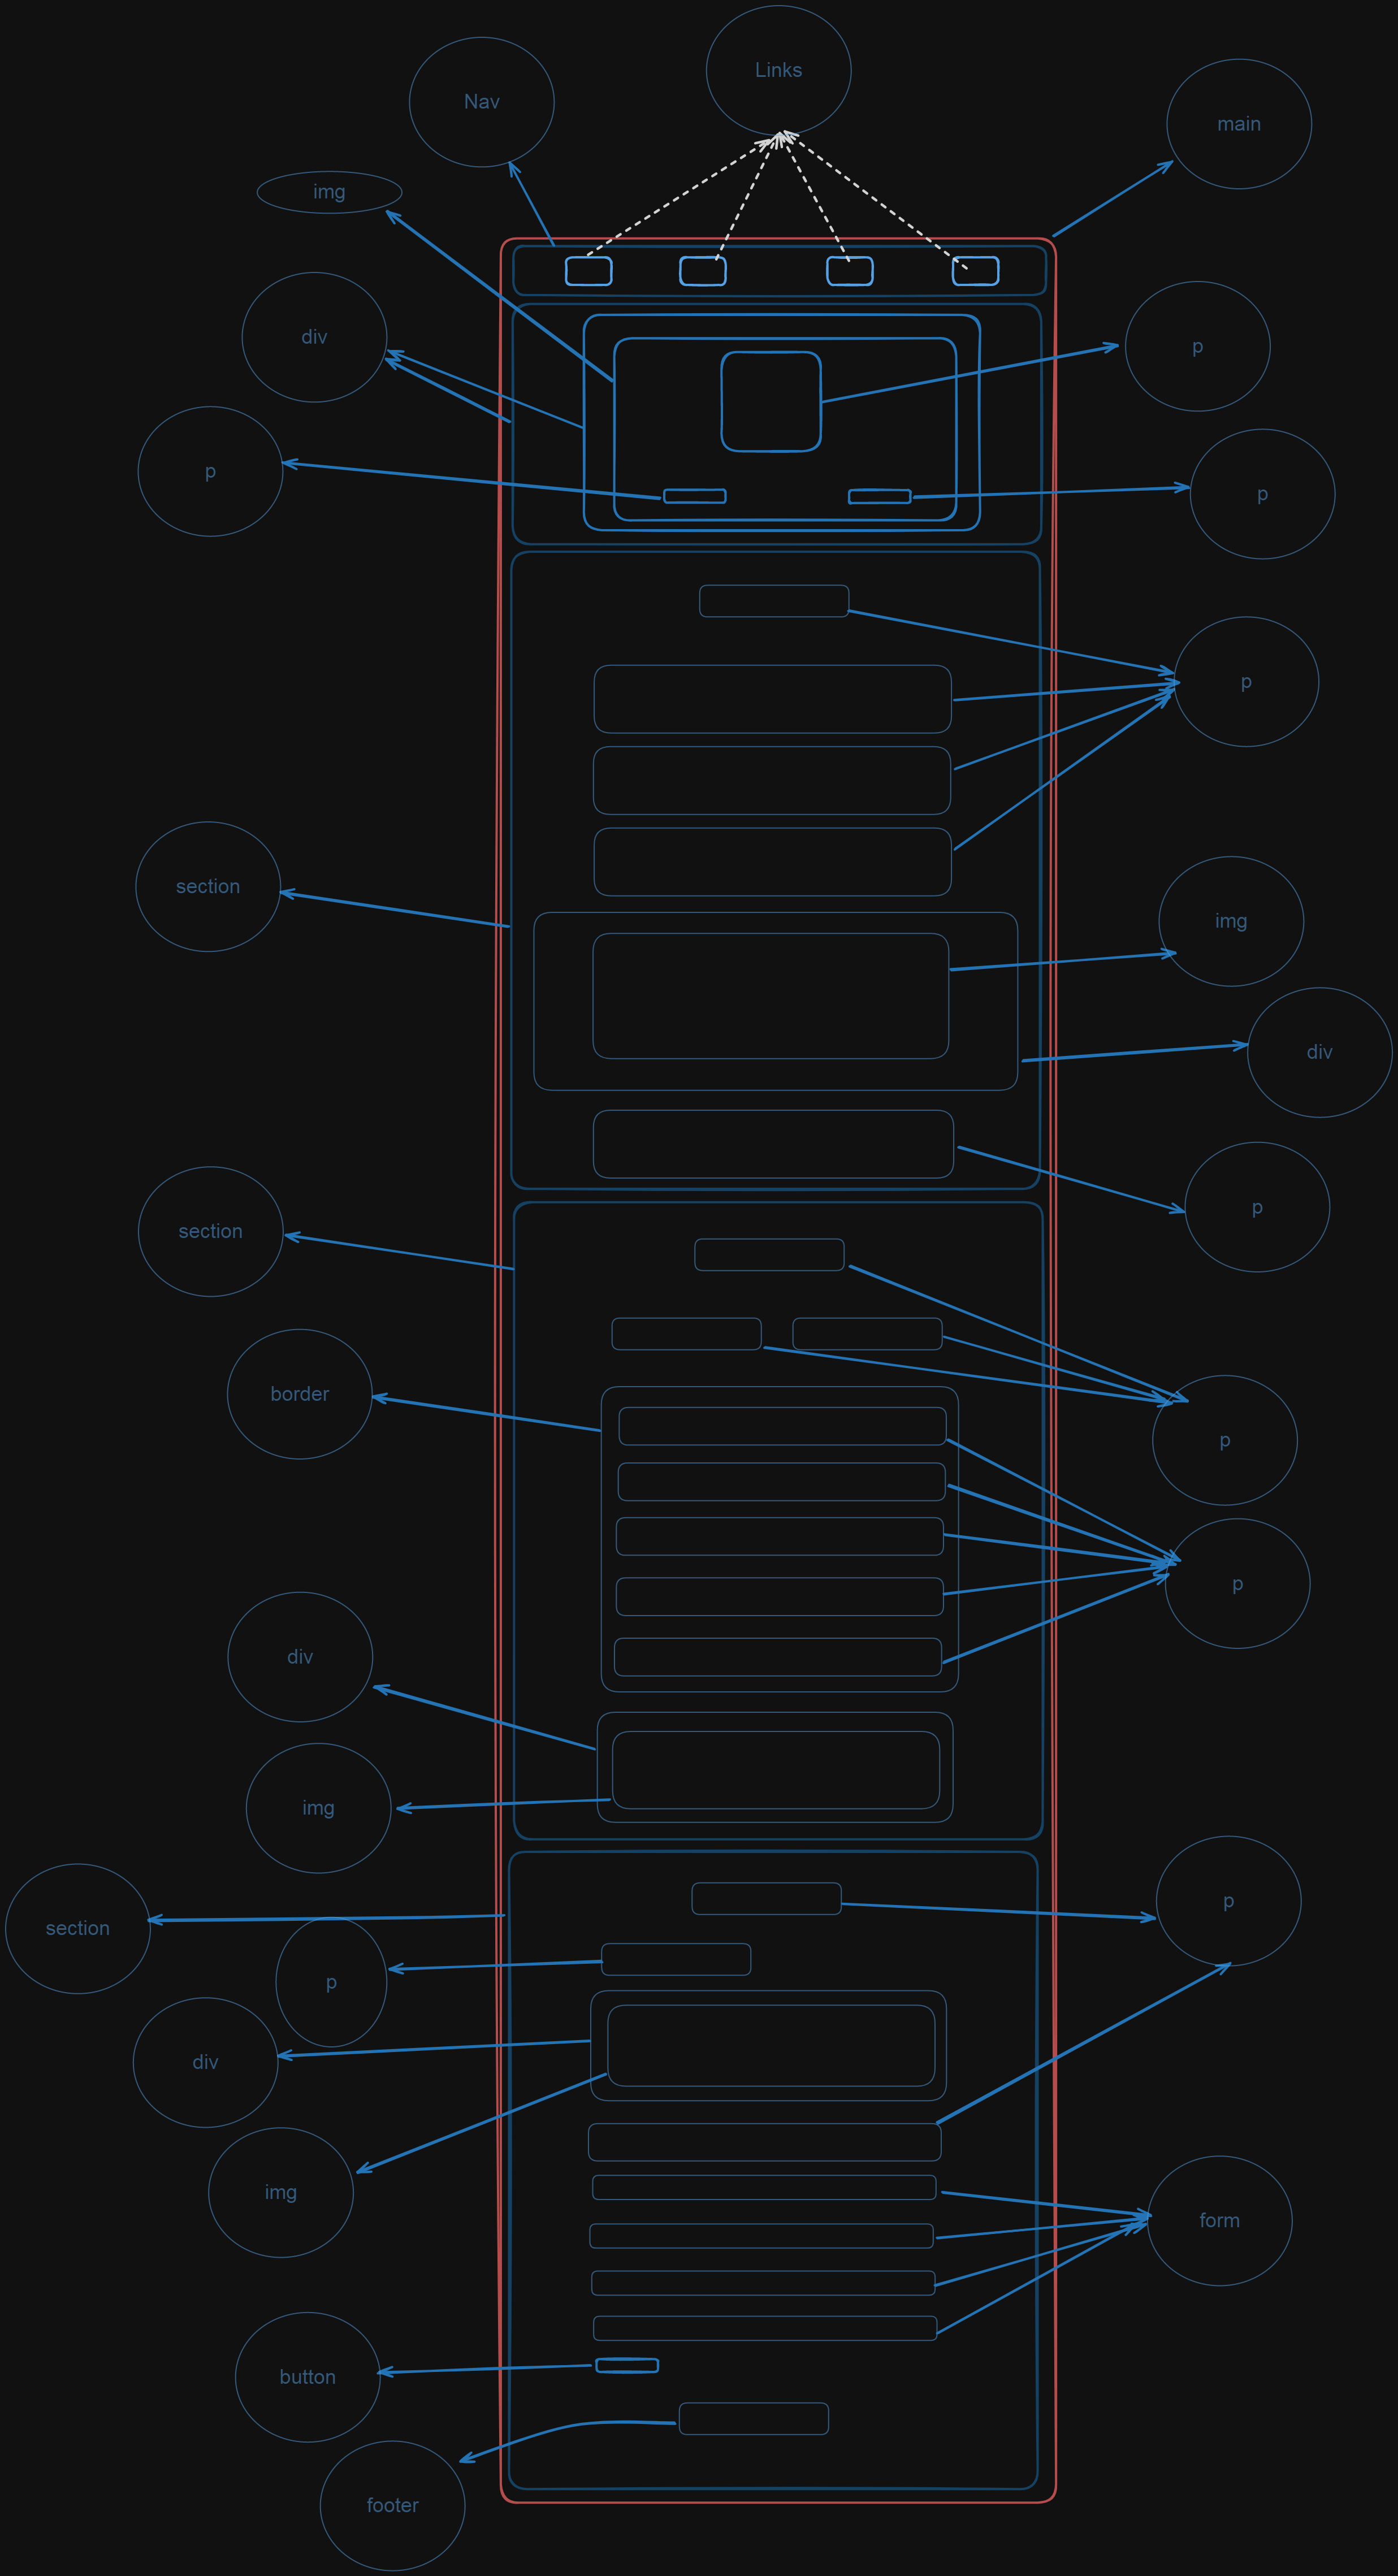 Links
Nav
main
img
div
p
p
p
p
section
img
div
p
section
border
p
p
div
img
p
section
p
div
img
form
button
footer